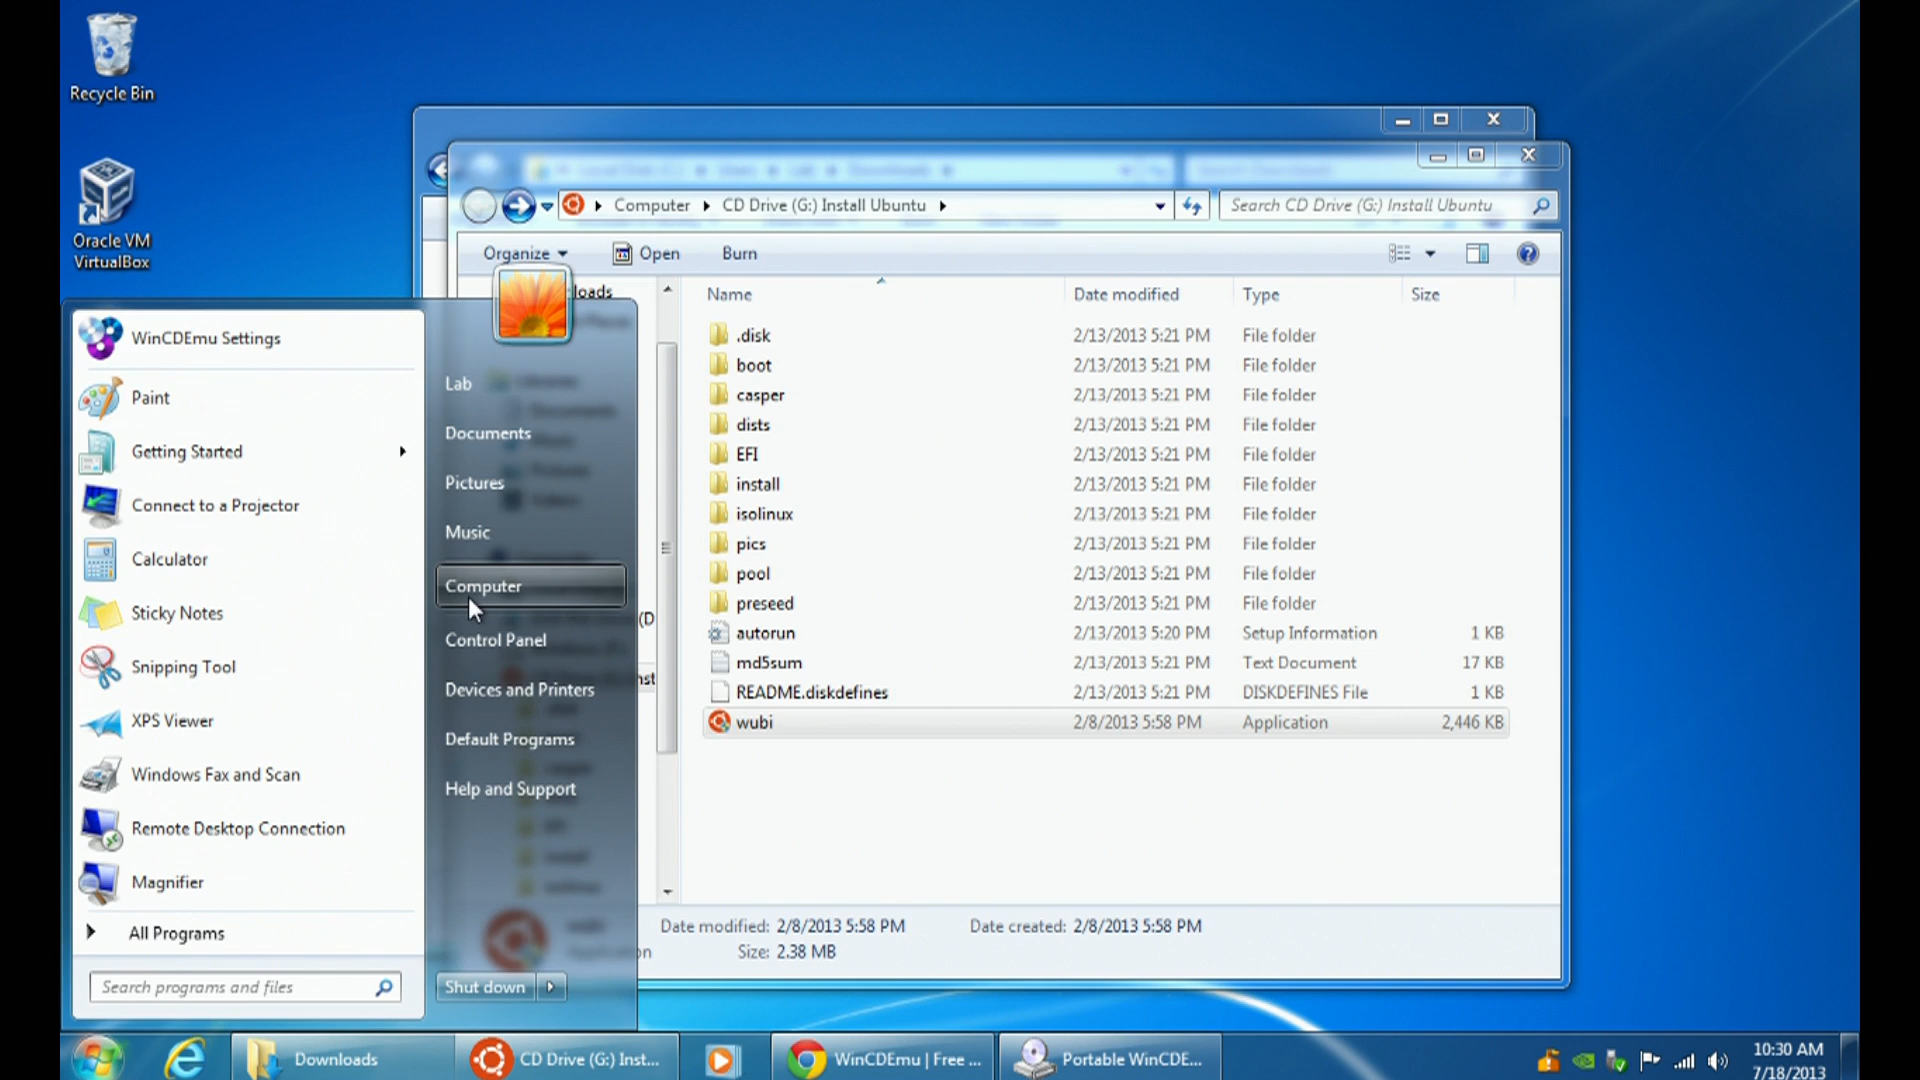 Recycle Bin
Oracle VM
VirtualBox
Computer
CD Drive (G:) Install Ubuntu
Search CD Drive (G:) Install Ubuntu
Organize
Open
Burn
loads
Name
Date modified
Type
Size
.disk 2/13/2013 5:21 PM File folder
boot 2/13/2013 5:21 PM File folder
casper 2/13/2013 5:21 PM File folder
dists 2/13/2013 5:21 PM File folder
EFI 2/13/2013 5:21 PM File folder
install 2/13/2013 5:21 PM File folder
isolinux 2/13/2013 5:21 PM File folder
pics 2/13/2013 5:21 PM File folder
pool 2/13/2013 5:21 PM File folder
preseed 2/13/2013 5:21 PM File folder
autorun 2/13/2013 5:20 PM Setup Information 1 KB
md5sum 2/13/2013 5:21 PM Text Document 17 KB
README.diskdefines 2/13/2013 5:21 PM DISKDEFINES File 1 KB
wubi 2/8/2013 5:58 PM Application 2,446 KB
Date modified: 2/8/2013 5:58 PM
Date created: 2/8/2013 5:58 PM
Size: 2.38 MB
WinCDEmu Settings
Paint
Getting Started
Connect to a Projector
Calculator
Sticky Notes
Snipping Tool
XPS Viewer
Windows Fax and Scan
Remote Desktop Connection
Magnifier
All Programs
Search programs and files
Lab
Documents
Pictures
Music
Computer
(D
Control Panel
Devices and Printers
Default Programs
Help and Support
Shut down
Downloads
CD Drive (G:) Inst...
WinCDEmu | Free ...
Portable WinCDE...
10:30 AM
7/18/2013